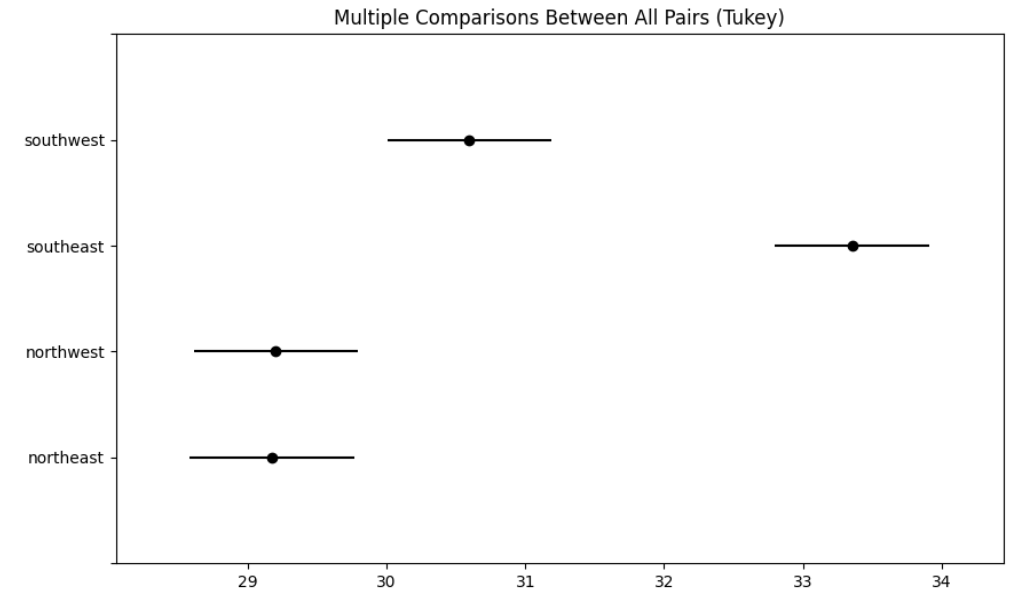 Multiple Comparisons Between All Pairs (Tukey)
southwest
southeast
northwest
northeast
29 30 31 32 33 34